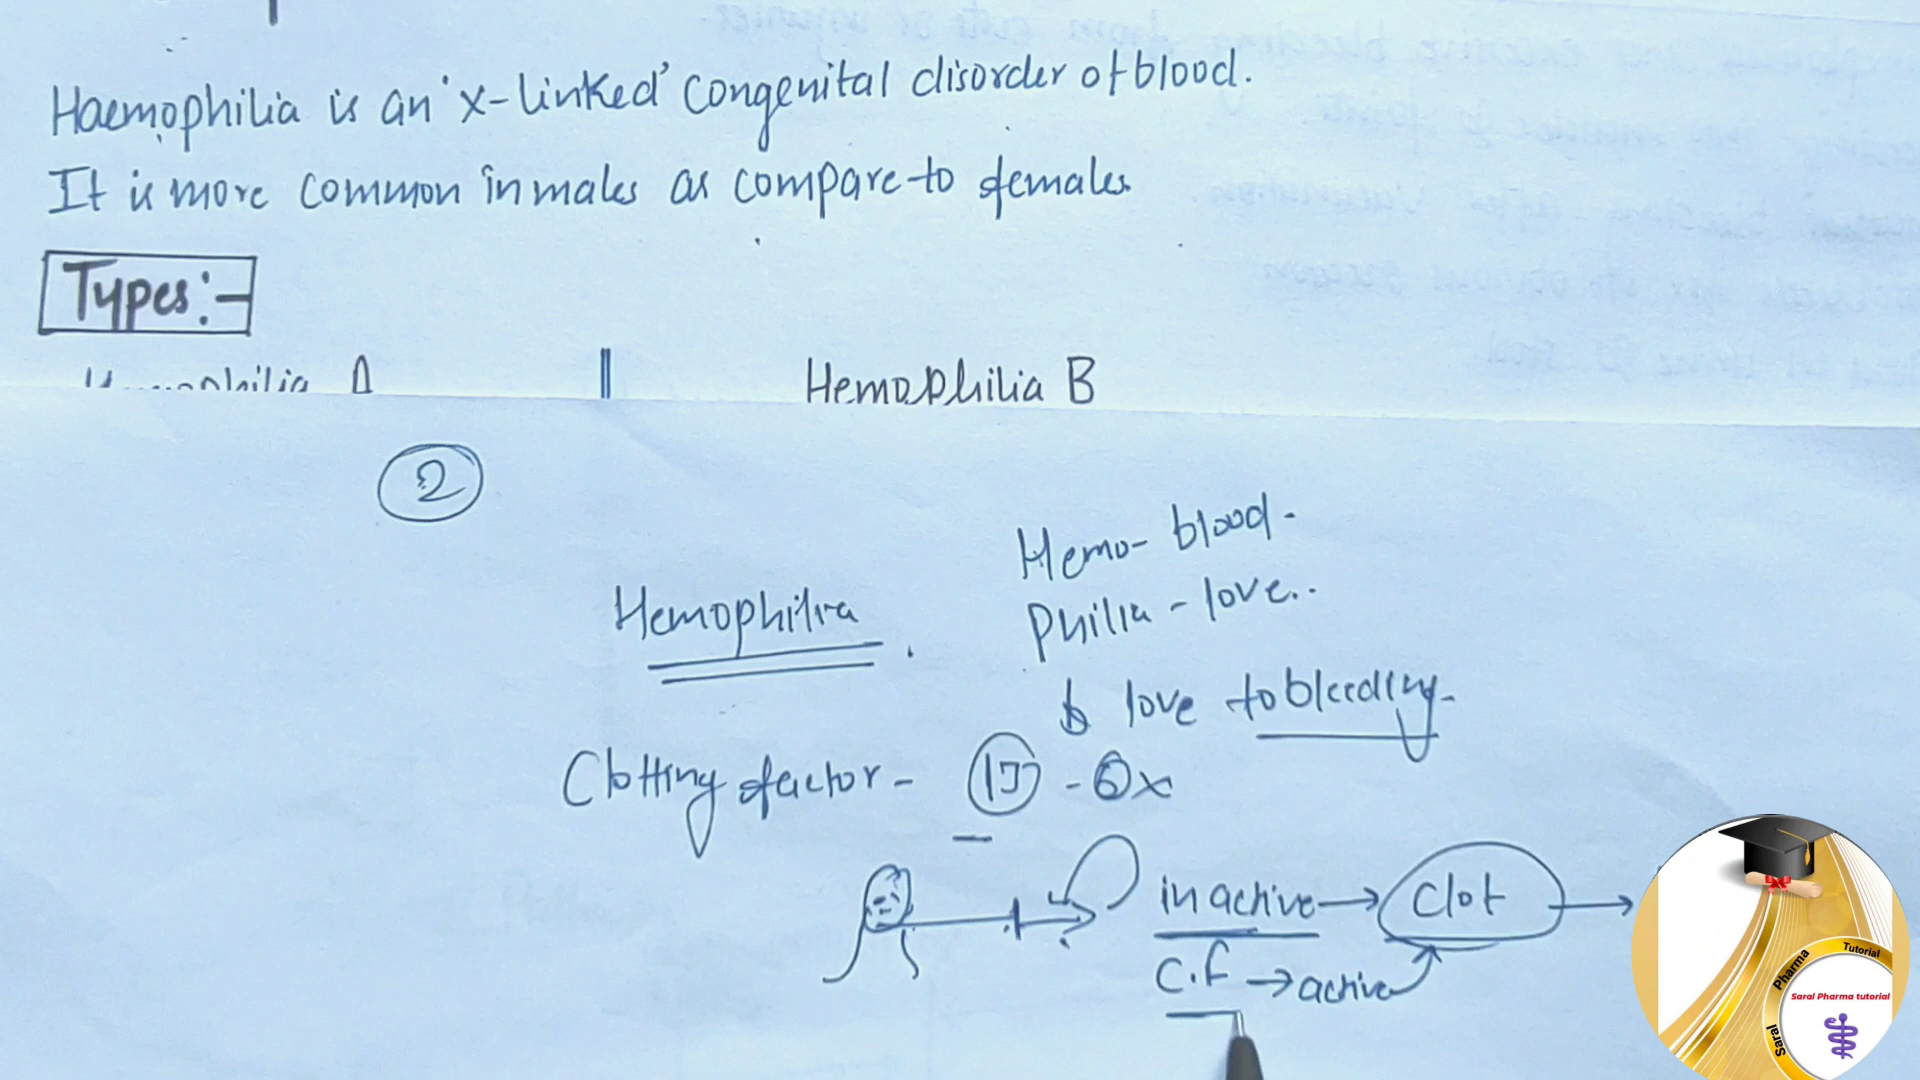 Haemophilia is an 'x-linked' congenital disorder of blood.
It is more common in males as compare to females
Types:-
Hemophilia A || Hemophilia B
2
Hemo- blood.
Hemophilia. Philia - love..
↳ love to bleeding.
Clotting factor - 13 -
inactive → Clot →
C.F → active
Saral Pharma Tutorial
Saral Pharma tutorial